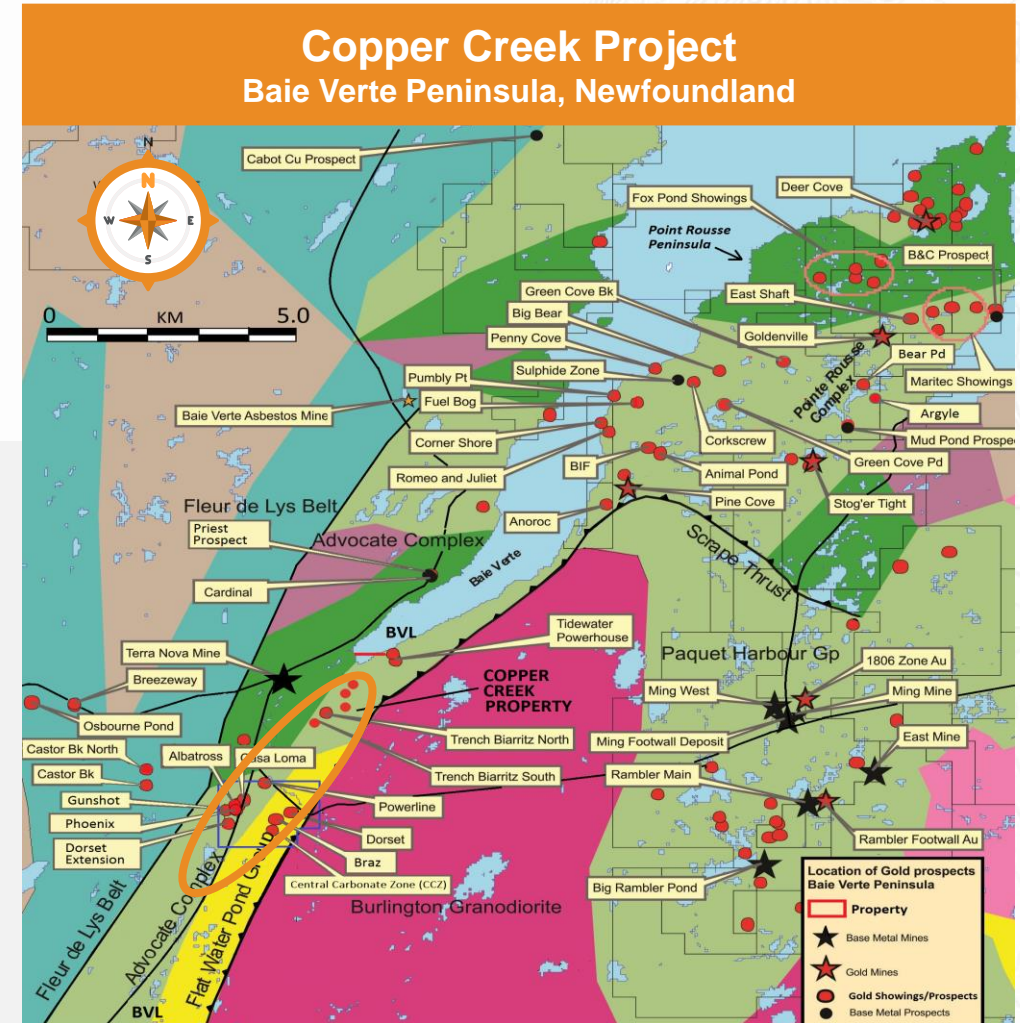 Copper Creek Project
Baie Verte Peninsula, Newfoundland
N
N
W
E
S
0
KM
5.0
Cabot Cu Prospect
Deer Cove
Fox Pond Showings
Point Rousse
Peninsula
B&C Prospect
Green Cove Bk
East Shaft
Big Bear
Goldenville
Penny Cove
Bear Pd
Sulphide Zone
Pointe Rousse
Complex
Pumbly Pt
Maritec Showings
Fuel Bog
Baie Verte Asbestos Mine
Argyle
Corner Shore
Corkscrew
Mud Pond Prospec
BIF
Green Cove Pd
Romeo and Juliet
Animal Pond
Pine Cove
Stog'er Tight
Fleur de Lys Belt
Anoroc
Priest
Prospect
Advocate Complex
Scrape Thrust
Baie Verte
Cardinal
BVL
Tidewater
Powerhouse
Terra Nova Mine
Paquet Harbour Gp
1806 Zone Au
Breezeway
COPPER
CREEK
PROPERTY
Ming West
Ming Mine
Osbourne Pond
Trench Biarritz North
Ming Footwall Deposit
East Mine
Castor Bk North
Albatross
Casa Loma
Castor Bk
Trench Biarritz South
Rambler Main
Gunshot
Powerline
Phoenix
Dorset
Rambler Footwall Au
Dorset
Extension
Braz
Central Carbonate Zone (CCZ)
Big Rambler Pond
Burlington Granodiorite
Fleur de Lys Belt
Advocate Complex
Flat Water Pond Group
BVL
Location of Gold prospects
Baie Verte Peninsula
Property
Base Metal Mines
Gold Mines
Gold Showings/Prospects
Base Metal Prospects